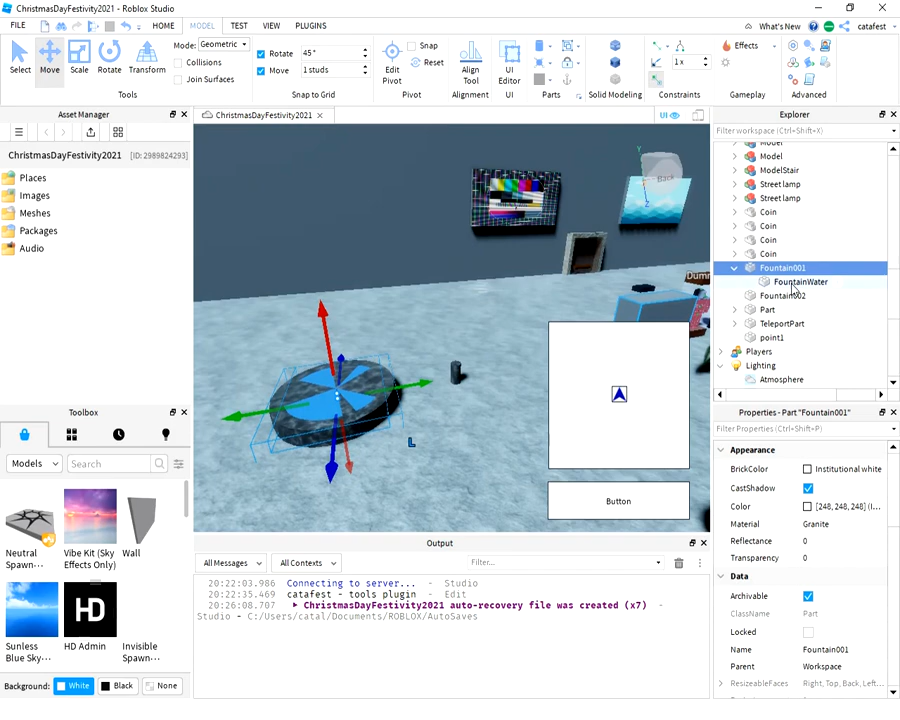 ChristmasDayFestivity2021 - Roblox Studio
FILE HOME MODEL TEST VIEW PLUGINS What's New catafest
Select Move Scale Rotate Transform
Mode: Geometric
Collisions
Join Surfaces
Tools
Rotate 45°
Move 1 studs
Snap to Grid
Edit Pivot
Snap
Reset
Pivot
Align Tool
Alignment
UI Editor
UI
Parts
Solid Modeling
1 x
Constraints
Effects
Gameplay
Advanced
Asset Manager
ChristmasDayFestivity2021 [ID: 2989824293]
Places
Images
Meshes
Packages
Audio
Toolbox
Models Search
Neutral Spawn-...
Vibe Kit (Sky Effects Only)
Wall
Sunless Blue Sky-...
HD
HD Admin
Invisible Spawn-...
Background: White Black None
ChristmasDayFestivity2021
UI
Y
Back
Z
L
Dumm
Button
Output
All Messages All Contexts Filter...
20:22:03.986 Connecting to server... - Studio
20:22:35.469 catafest - tools plugin - Edit
20:26:08.707 ChristmasDayFestivity2021 auto-recovery file was created (x7) -
Studio - C:/Users/catal/Documents/ROBLOX/AutoSaves
Explorer
Filter workspace (Ctrl+Shift+X)
Model
Model
ModelStair
Street lamp
Street lamp
Coin
Coin
Coin
Coin
Fountain001
FountainWater
Fountain002
Part
TeleportPart
point1
Players
Lighting
Atmosphere
Properties - Part "Fountain001"
Filter Properties (Ctrl+Shift+P)
Appearance
BrickColor Institutional white
CastShadow
Color [248, 248, 248] (I...
Material Granite
Reflectance 0
Transparency 0
Data
Archivable
ClassName Part
Locked
Name Fountain001
Parent Workspace
ResizeableFaces Right, Top, Back, Left...